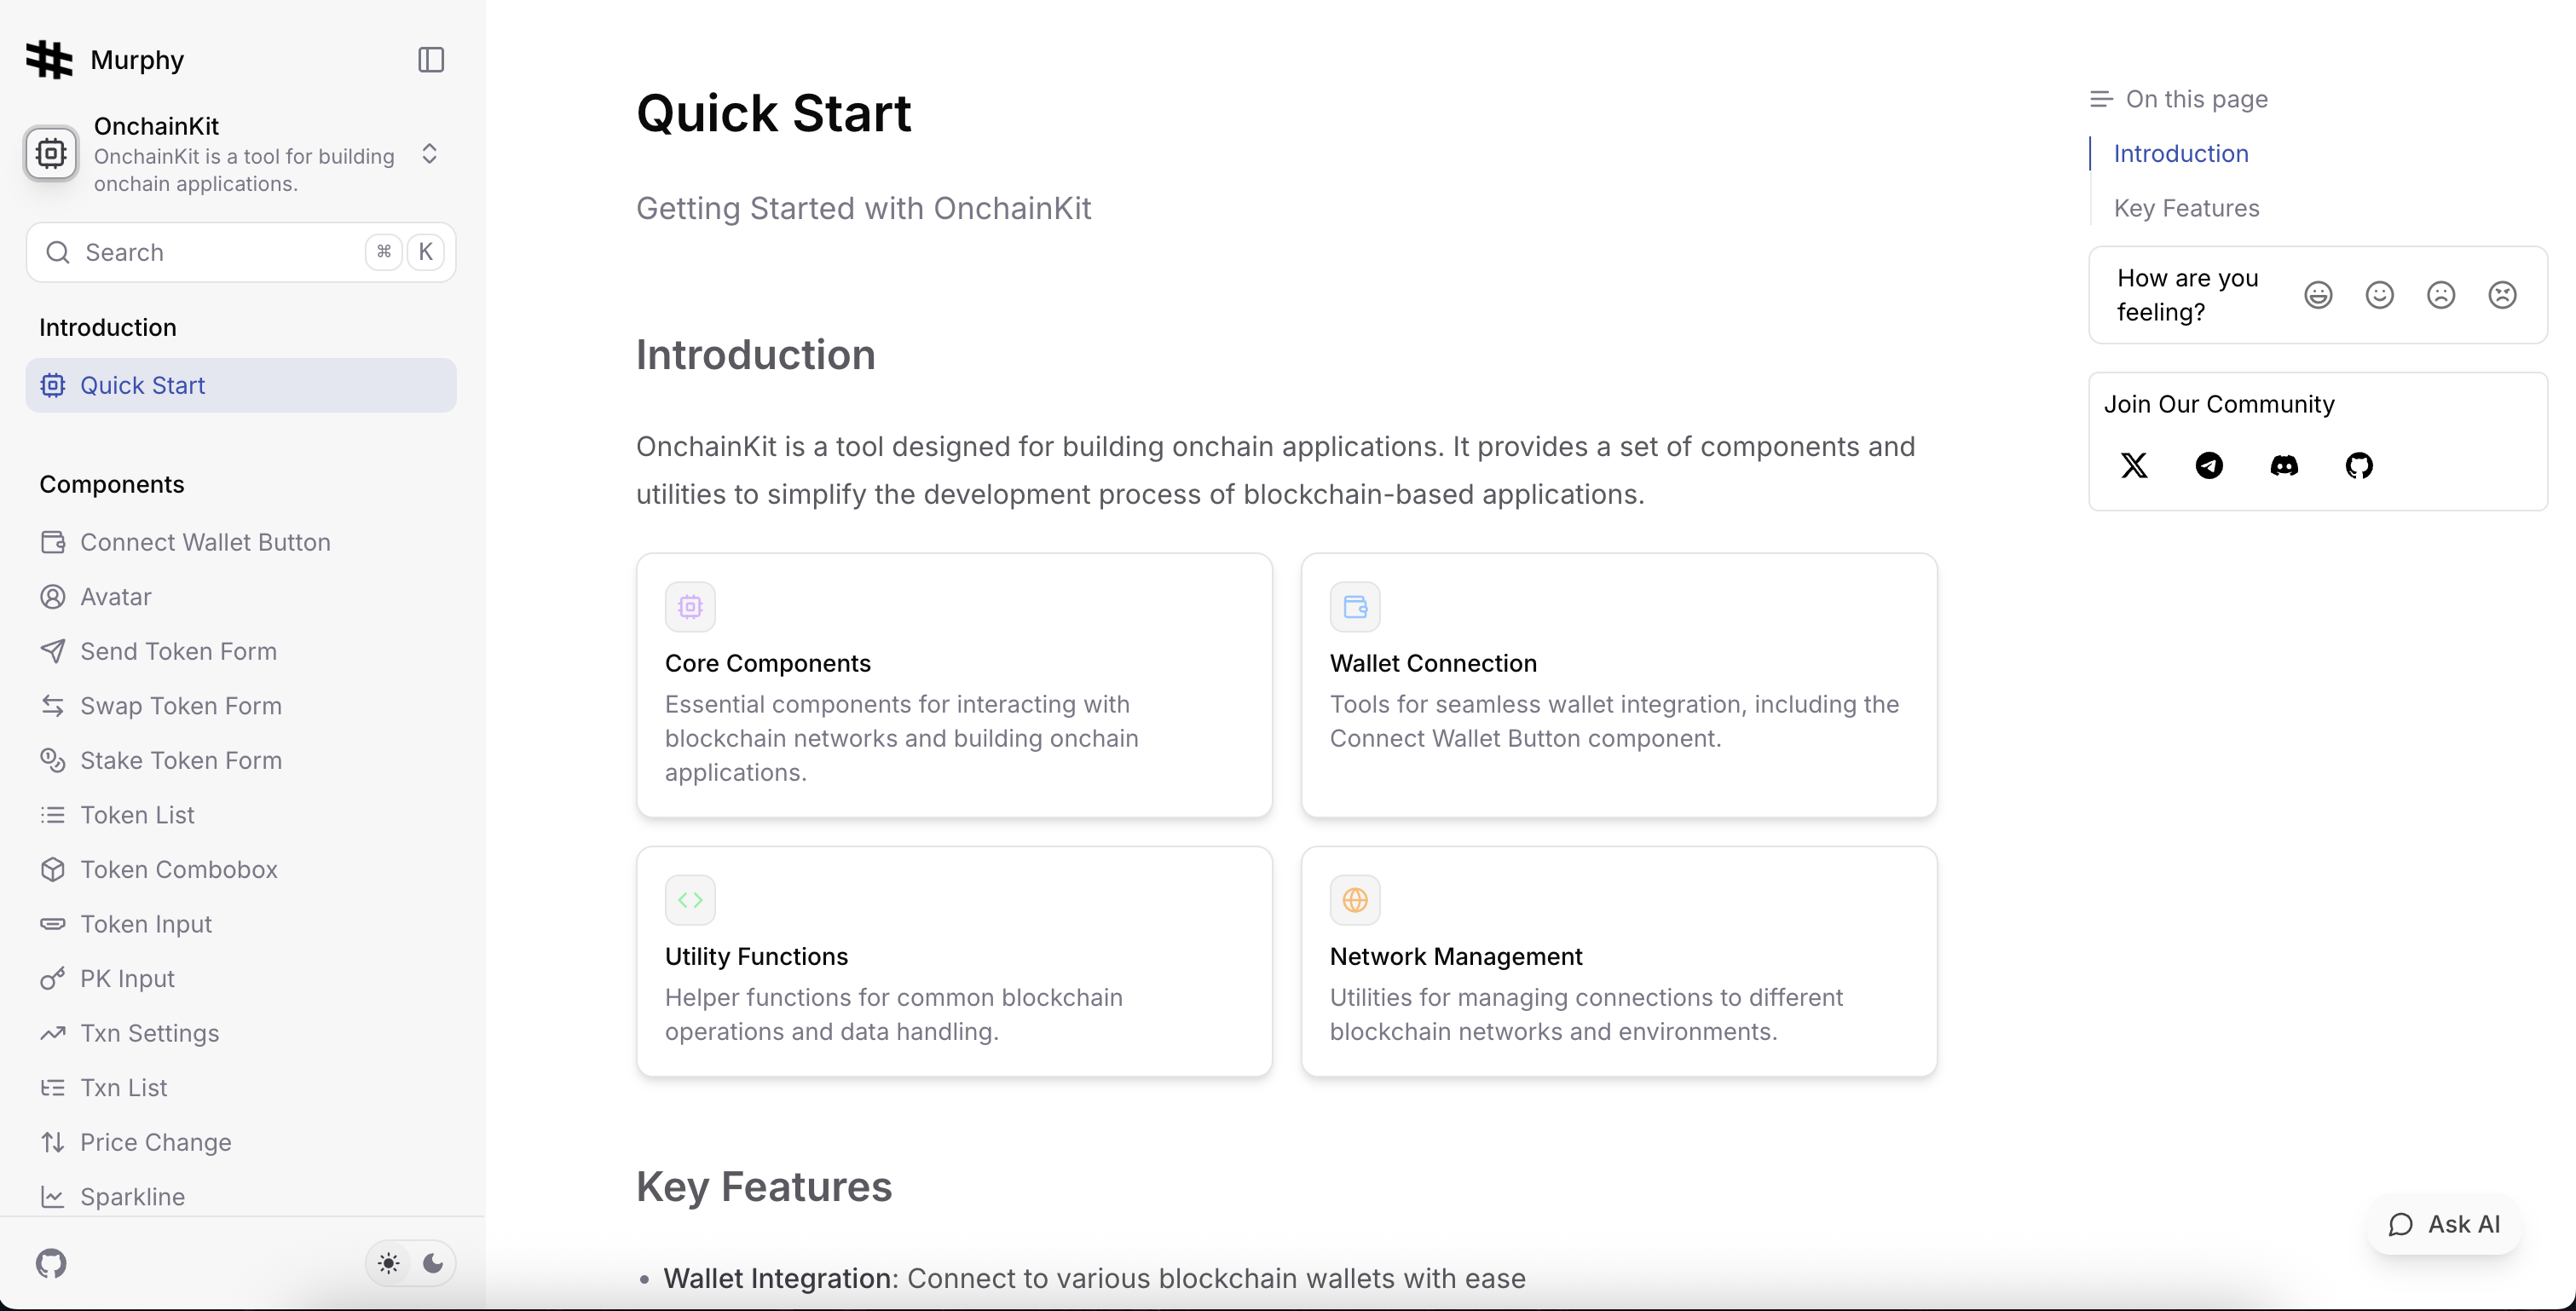 Murphy
OnchainKit
OnchainKit is a tool for building
onchain applications.
Search
⌘ K
Introduction
Quick Start
Components
Connect Wallet Button
Avatar
Send Token Form
Swap Token Form
Stake Token Form
Token List
Token Combobox
Token Input
PK Input
Txn Settings
Txn List
Price Change
Sparkline
Quick Start
Getting Started with OnchainKit
Introduction
OnchainKit is a tool designed for building onchain applications. It provides a set of components and
utilities to simplify the development process of blockchain-based applications.
Core Components
Essential components for interacting with
blockchain networks and building onchain
applications.
Wallet Connection
Tools for seamless wallet integration, including the
Connect Wallet Button component.
Utility Functions
Helper functions for common blockchain
operations and data handling.
Network Management
Utilities for managing connections to different
blockchain networks and environments.
Key Features
• Wallet Integration: Connect to various blockchain wallets with ease
On this page
Introduction
Key Features
How are you
feeling?
Join Our Community
Ask AI